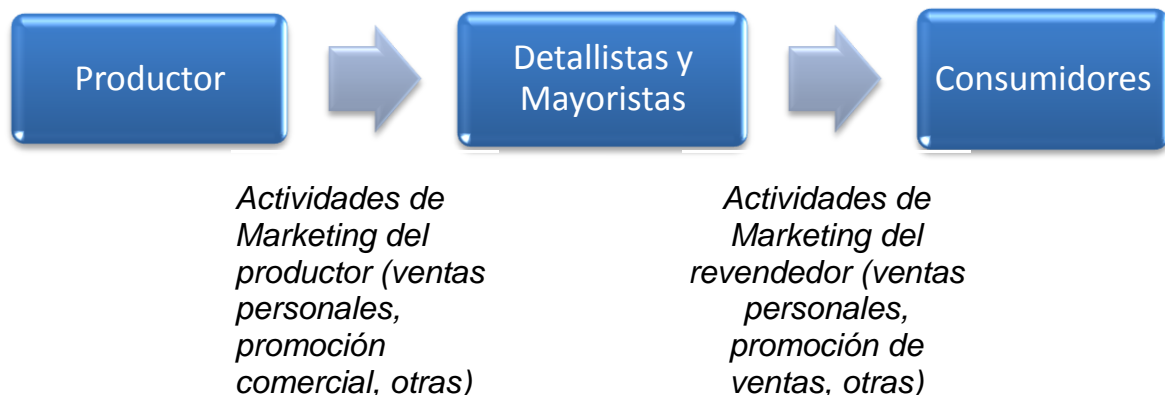 Productor
Detallistas y
Mayoristas
Consumidores
Actividades de
Marketing del
productor (ventas
personales,
promoción
comercial, otras)
Actividades de
Marketing del
revendedor (ventas
personales,
promoción de
ventas, otras)